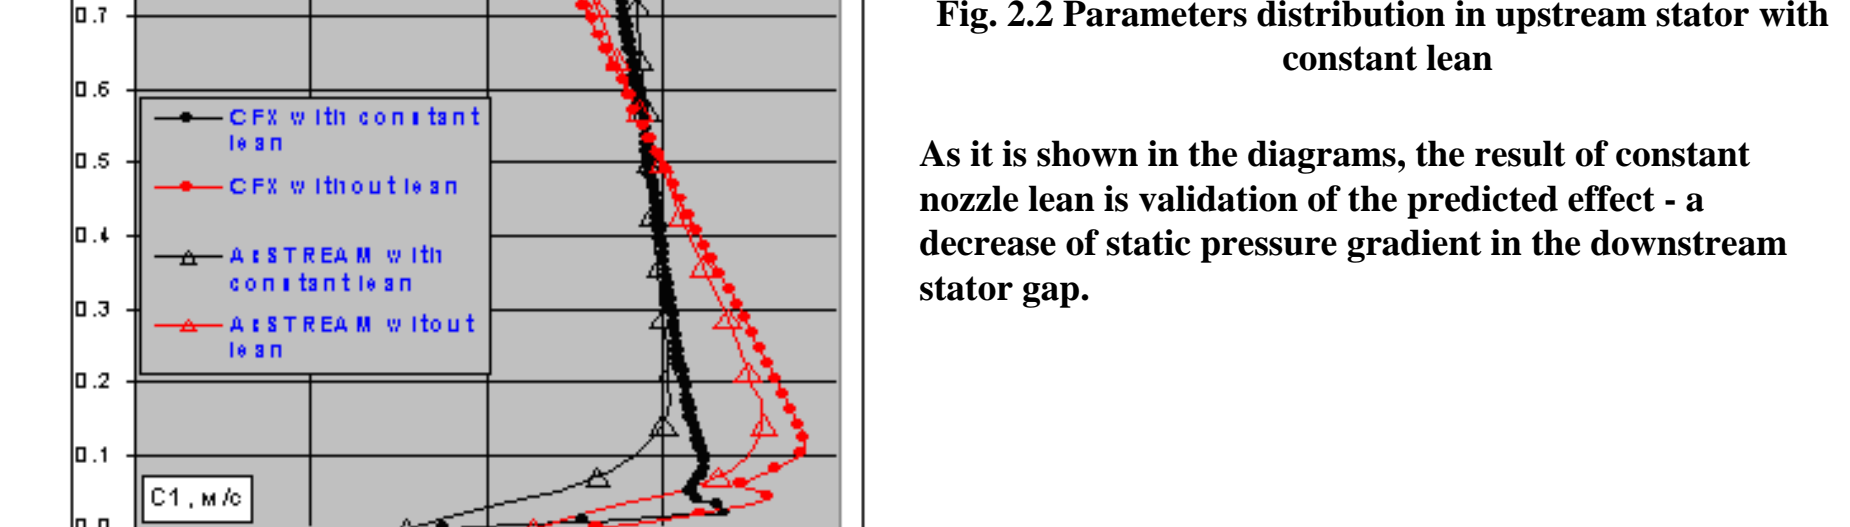 0.7
0.6
0.5
0.4
0.3
0.2
0.1
0.0
CFX with constant
lean
CFX without lean
AxSTREAM with
constant lean
AxSTREAM witout
lean
C1, м/с
Fig. 2.2 Parameters distribution in upstream stator with
constant lean
As it is shown in the diagrams, the result of constant
nozzle lean is validation of the predicted effect - a
decrease of static pressure gradient in the downstream
stator gap.